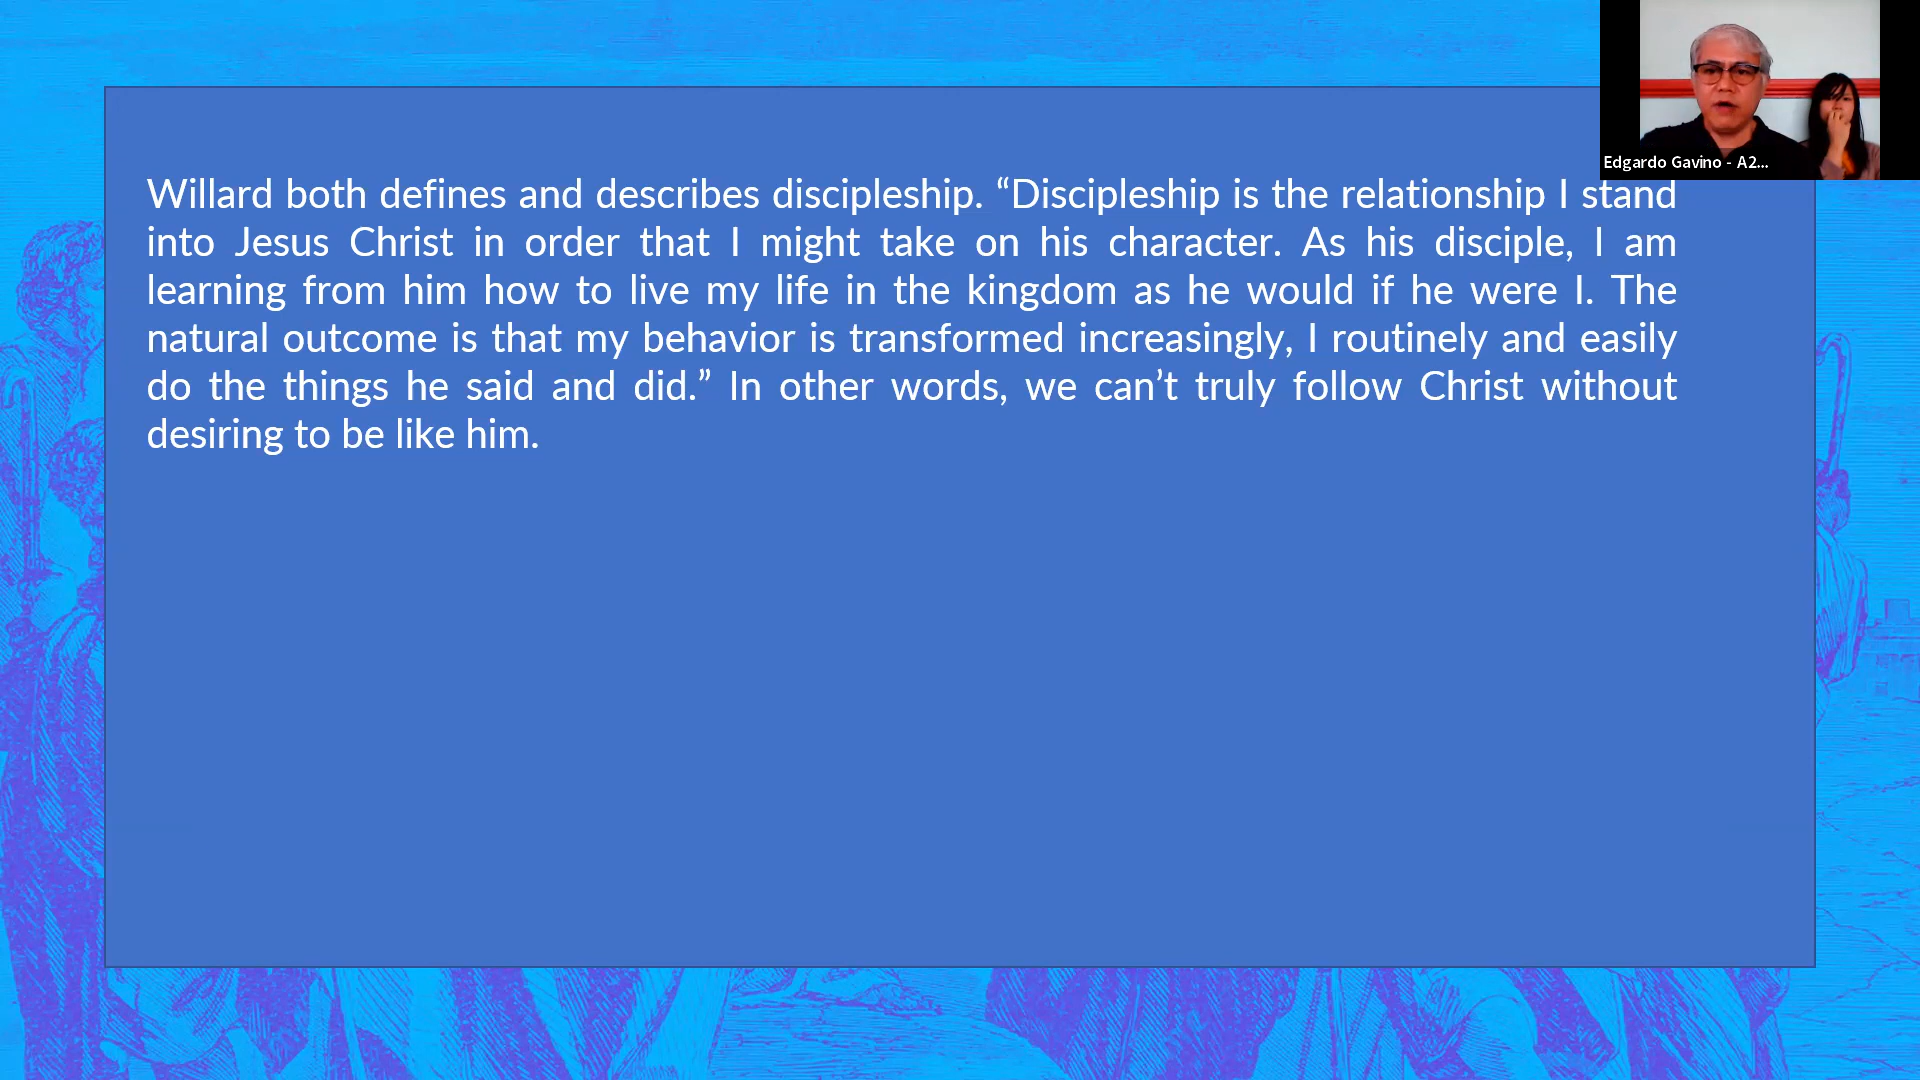 Edgardo Gavino - A2...
Willard both defines and describes discipleship. “Discipleship is the relationship I stand
into Jesus Christ in order that I might take on his character. As his disciple, I am
learning from him how to live my life in the kingdom as he would if he were I. The
natural outcome is that my behavior is transformed increasingly, I routinely and easily
do the things he said and did.” In other words, we can’t truly follow Christ without
desiring to be like him.